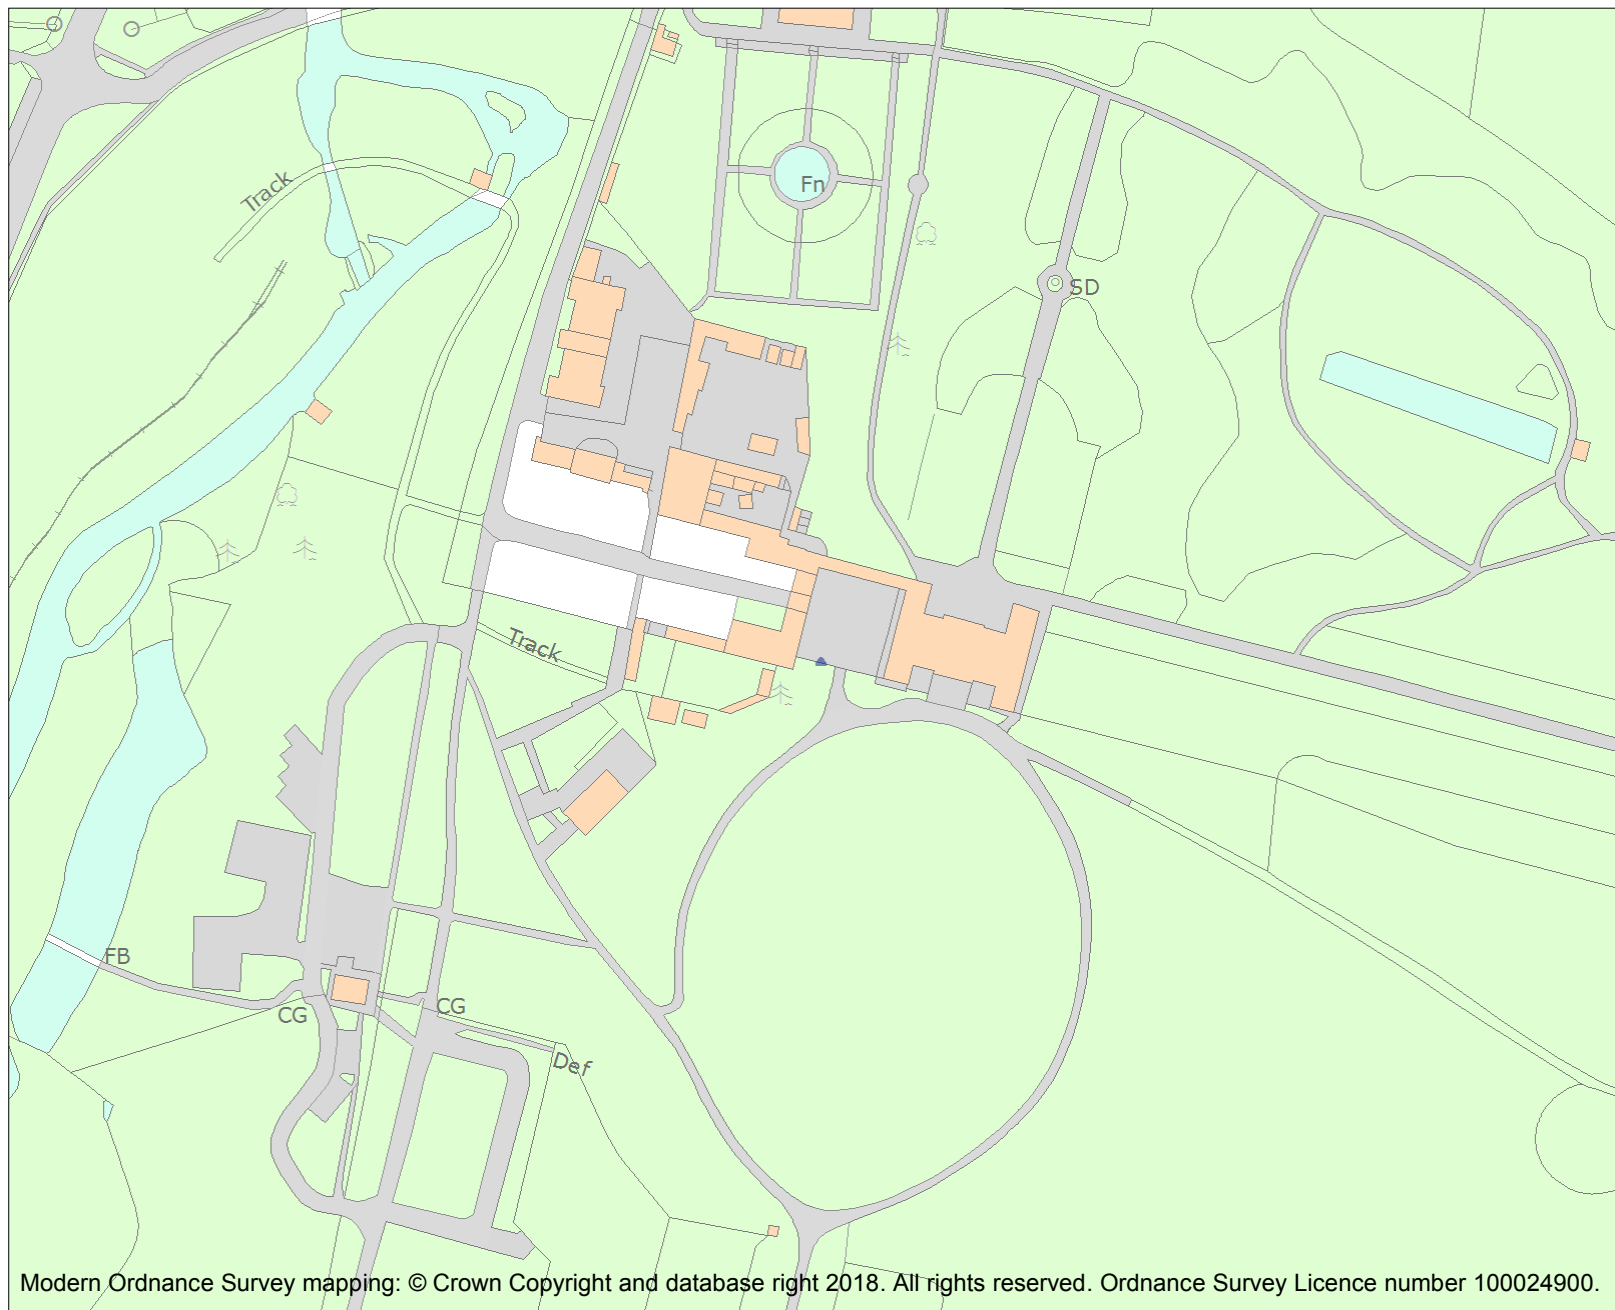 Track
Fn
SD
Track
FB
CG
CG
Def
Modern Ordnance Survey mapping: © Crown Copyright and database right 2018. All rights reserved. Ordnance Survey Licence number 100024900.